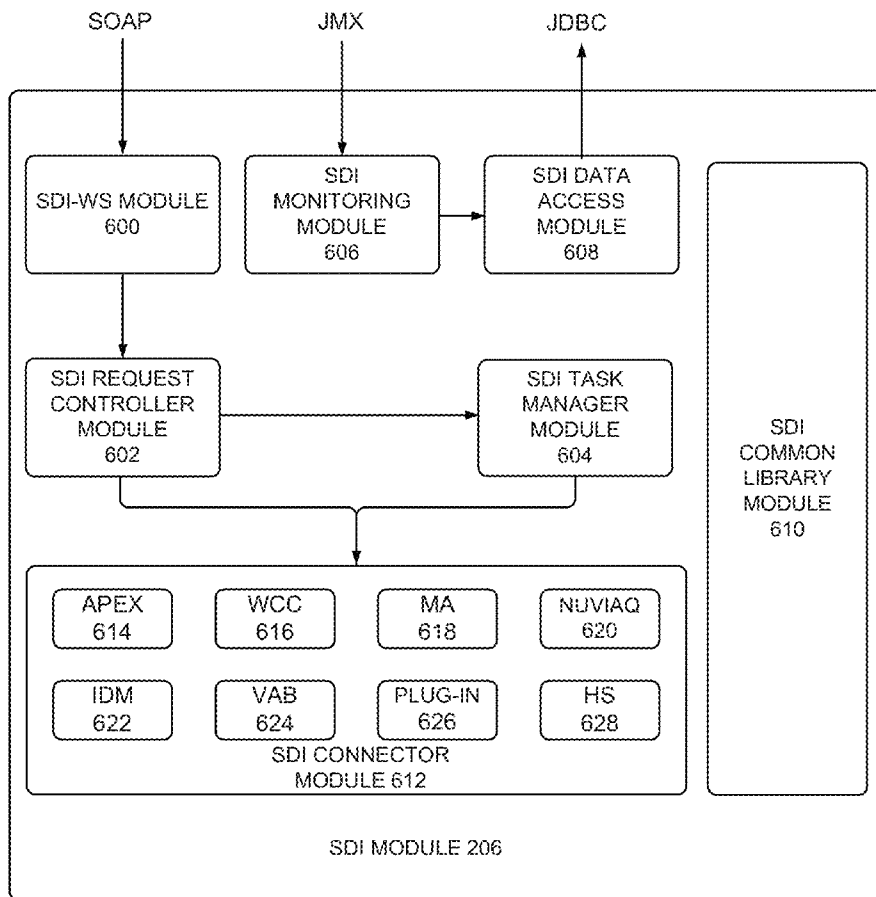 SOAP
JMX
JDBC
SDI-WS MODULE
600
SDI
MONITORING
MODULE
606
SDI DATA
ACCESS
MODULE
608
SDI REQUEST
CONTROLLER
MODULE
602
SDI TASK
MANAGER
MODULE
604
SDI
COMMON
LIBRARY
MODULE
610
APEX
614
WCC
616
MA
618
NUVIAQ
620
IDM
622
VAB
624
PLUG-IN
626
HS
628
SDI CONNECTOR
MODULE 612
SDI MODULE 206